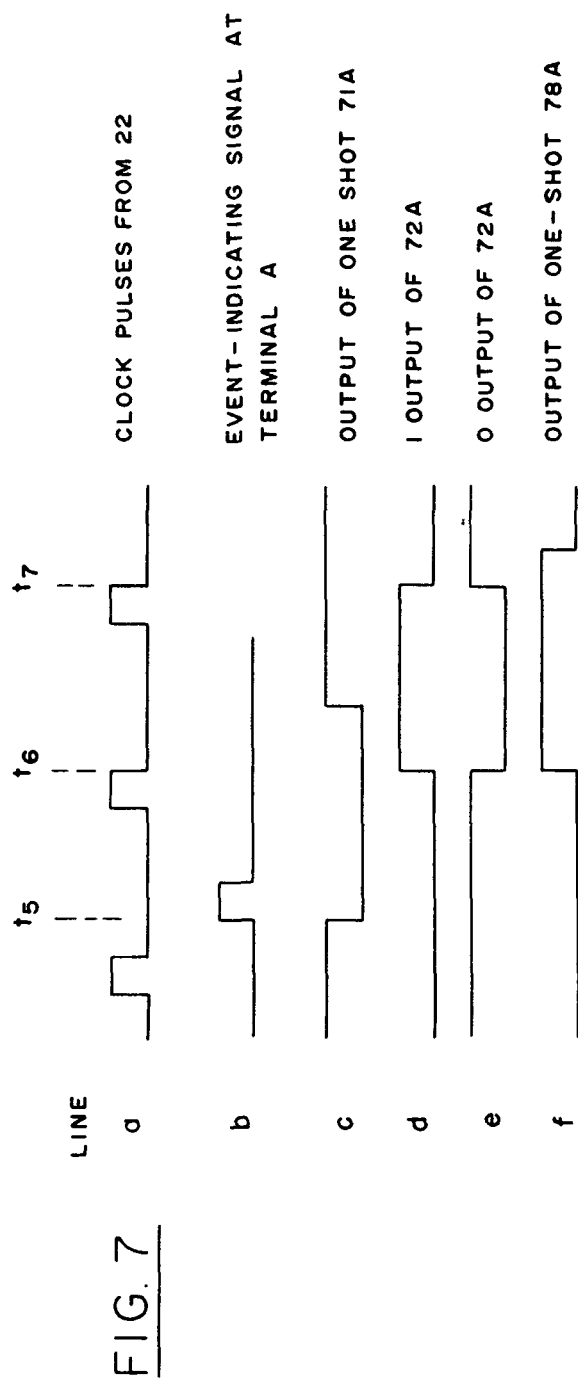 FIG. 7
LINE
t5 t6 t7
a CLOCK PULSES FROM 22
b EVENT-INDICATING SIGNAL AT
TERMINAL A
c OUTPUT OF ONE SHOT 71A
d 1 OUTPUT OF 72A
e 0 OUTPUT OF 72A
f OUTPUT OF ONE-SHOT 78A